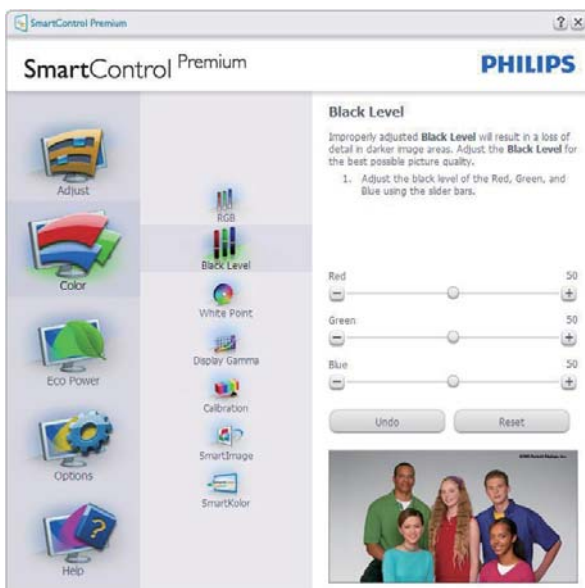 SmartControl Premium
SmartControl Premium
PHILIPS
Adjust
Color
Eco Power
Options
Help
RGB
Black Level
White Point
Display Gamma
Calibration
SmartImage
SmartKolor
Black Level
Improperly adjusted Black Level will result in a loss of
detail in darker image areas. Adjust the Black Level for
the best possible picture quality.
1. Adjust the black level of the Red, Green, and
Blue using the slider bars.
Red 50
Green 50
Blue 50
Undo Reset